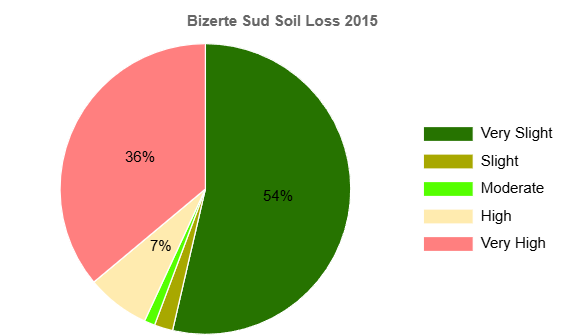 Bizerte Sud Soil Loss 2015
36%
54%
7%
Very Slight
Slight
Moderate
High
Very High